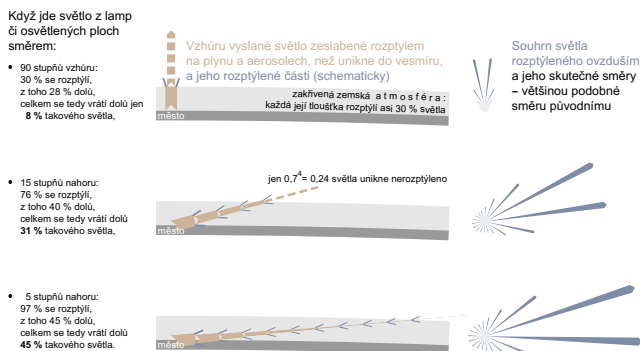 Když jde světlo z lamp
či osvětlených ploch
směrem:
• 90 stupňů vzhůru:
30 % se rozptýlí,
z toho 28 % dolů,
celkem se tedy vrátí dolů jen
8 % takového světla,
Vzhůru vyslané světlo zeslabené rozptylem
na plynu a aerosolech, než unikne do vesmíru,
a jeho rozptýlené části (schematicky)
zakřivená zemská atmosféra:
každá její tloušťka rozptýlí asi 30 % světla
město
Souhrn světla
rozptýleného ovzduším
a jeho skutečné směry
– většinou podobné
směru původnímu
• 15 stupňů nahoru:
76 % se rozptýlí,
z toho 40 % dolů,
celkem se tedy vrátí dolů
31 % takového světla,
jen 0,7⁴= 0,24 světla unikne nerozptýleno
město
• 5 stupňů nahoru:
97 % se rozptýlí,
z toho 45 % dolů,
celkem se tedy vrátí dolů
45 % takového světla.
město